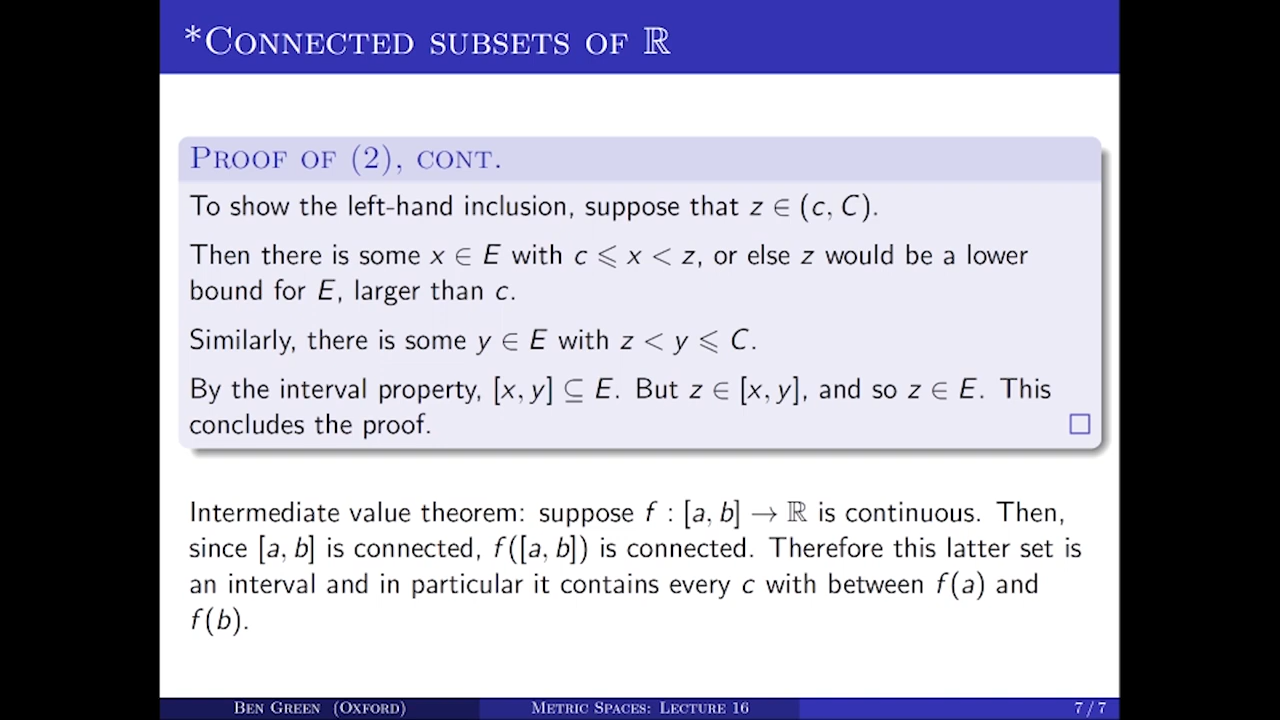 *Connected subsets of ℝ
Proof of (2), cont.
To show the left-hand inclusion, suppose that z ∈ (c, C).
Then there is some x ∈ E with c ⩽ x < z, or else z would be a lower
bound for E, larger than c.
Similarly, there is some y ∈ E with z < y ⩽ C.
By the interval property, [x, y] ⊆ E. But z ∈ [x, y], and so z ∈ E. This
concludes the proof. □
Intermediate value theorem: suppose f : [a, b] → ℝ is continuous. Then,
since [a, b] is connected, f([a, b]) is connected. Therefore this latter set is
an interval and in particular it contains every c with between f(a) and
f(b).
Ben Green (Oxford) Metric Spaces: Lecture 16 7 / 7